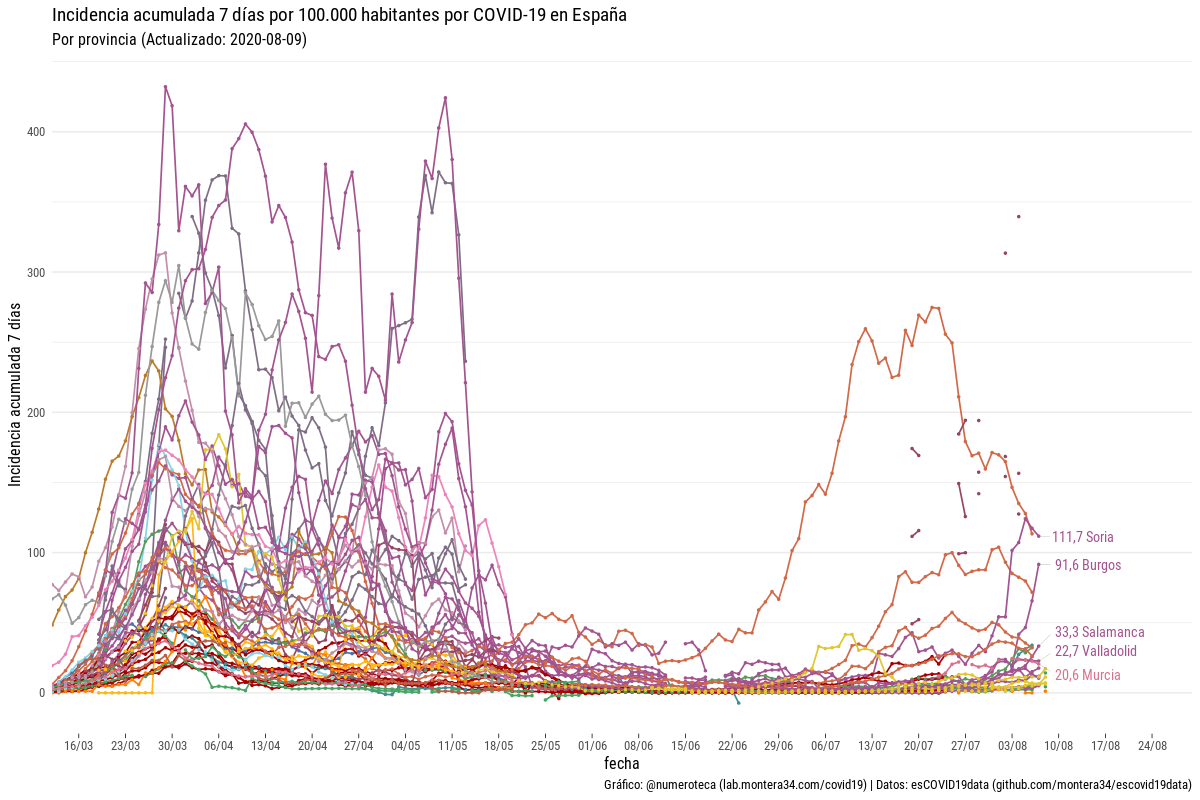 Incidencia acumulada 7 días por 100.000 habitantes por COVID-19 en España
Por provincia (Actualizado: 2020-08-09)
Incidencia acumulada 7 días
400
300
200
100
0
111,7 Soria
91,6 Burgos
33,3 Salamanca
22,7 Valladolid
20,6 Murcia
16/03 23/03 30/03 06/04 13/04 20/04 27/04 04/05 11/05 18/05 25/05 01/06 08/06 15/06 22/06 29/06 06/07 13/07 20/07 27/07 03/08 10/08 17/08 24/08
fecha
Gráfico: @numeroteca (lab.montera34.com/covid19) | Datos: esCOVID19data (github.com/montera34/escovid19data)